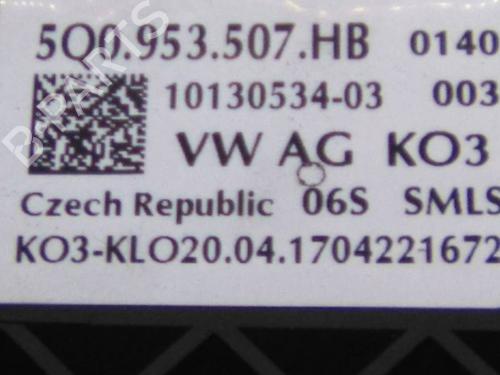 5Q0.953.507.HB 0140
10130534-03 003
VW AG KO3
Czech Republic 06S SMLS
KO3-KLO20.04.1704221672
B-PARTS